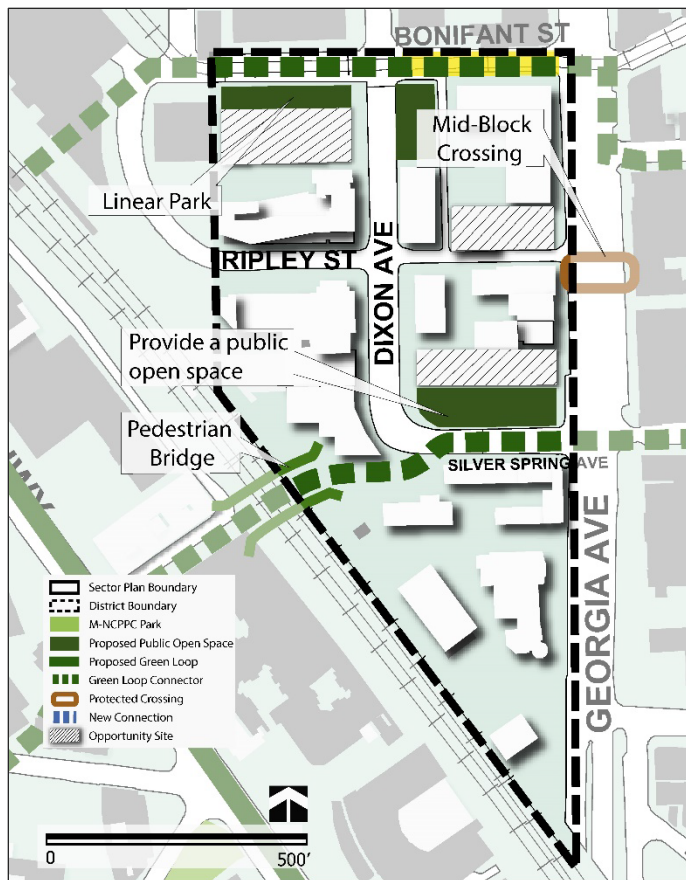 BONIFANT ST
Mid-Block
Crossing
Linear Park
RIPLEY ST
DIXON AVE
Provide a public
open space
Pedestrian
Bridge
SILVER SPRING AVE
HWY
GEORGIA AVE
Sector Plan Boundary
District Boundary
M-NCPPC Park
Proposed Public Open Space
Proposed Green Loop
Green Loop Connector
Protected Crossing
New Connection
Opportunity Site
0
500'